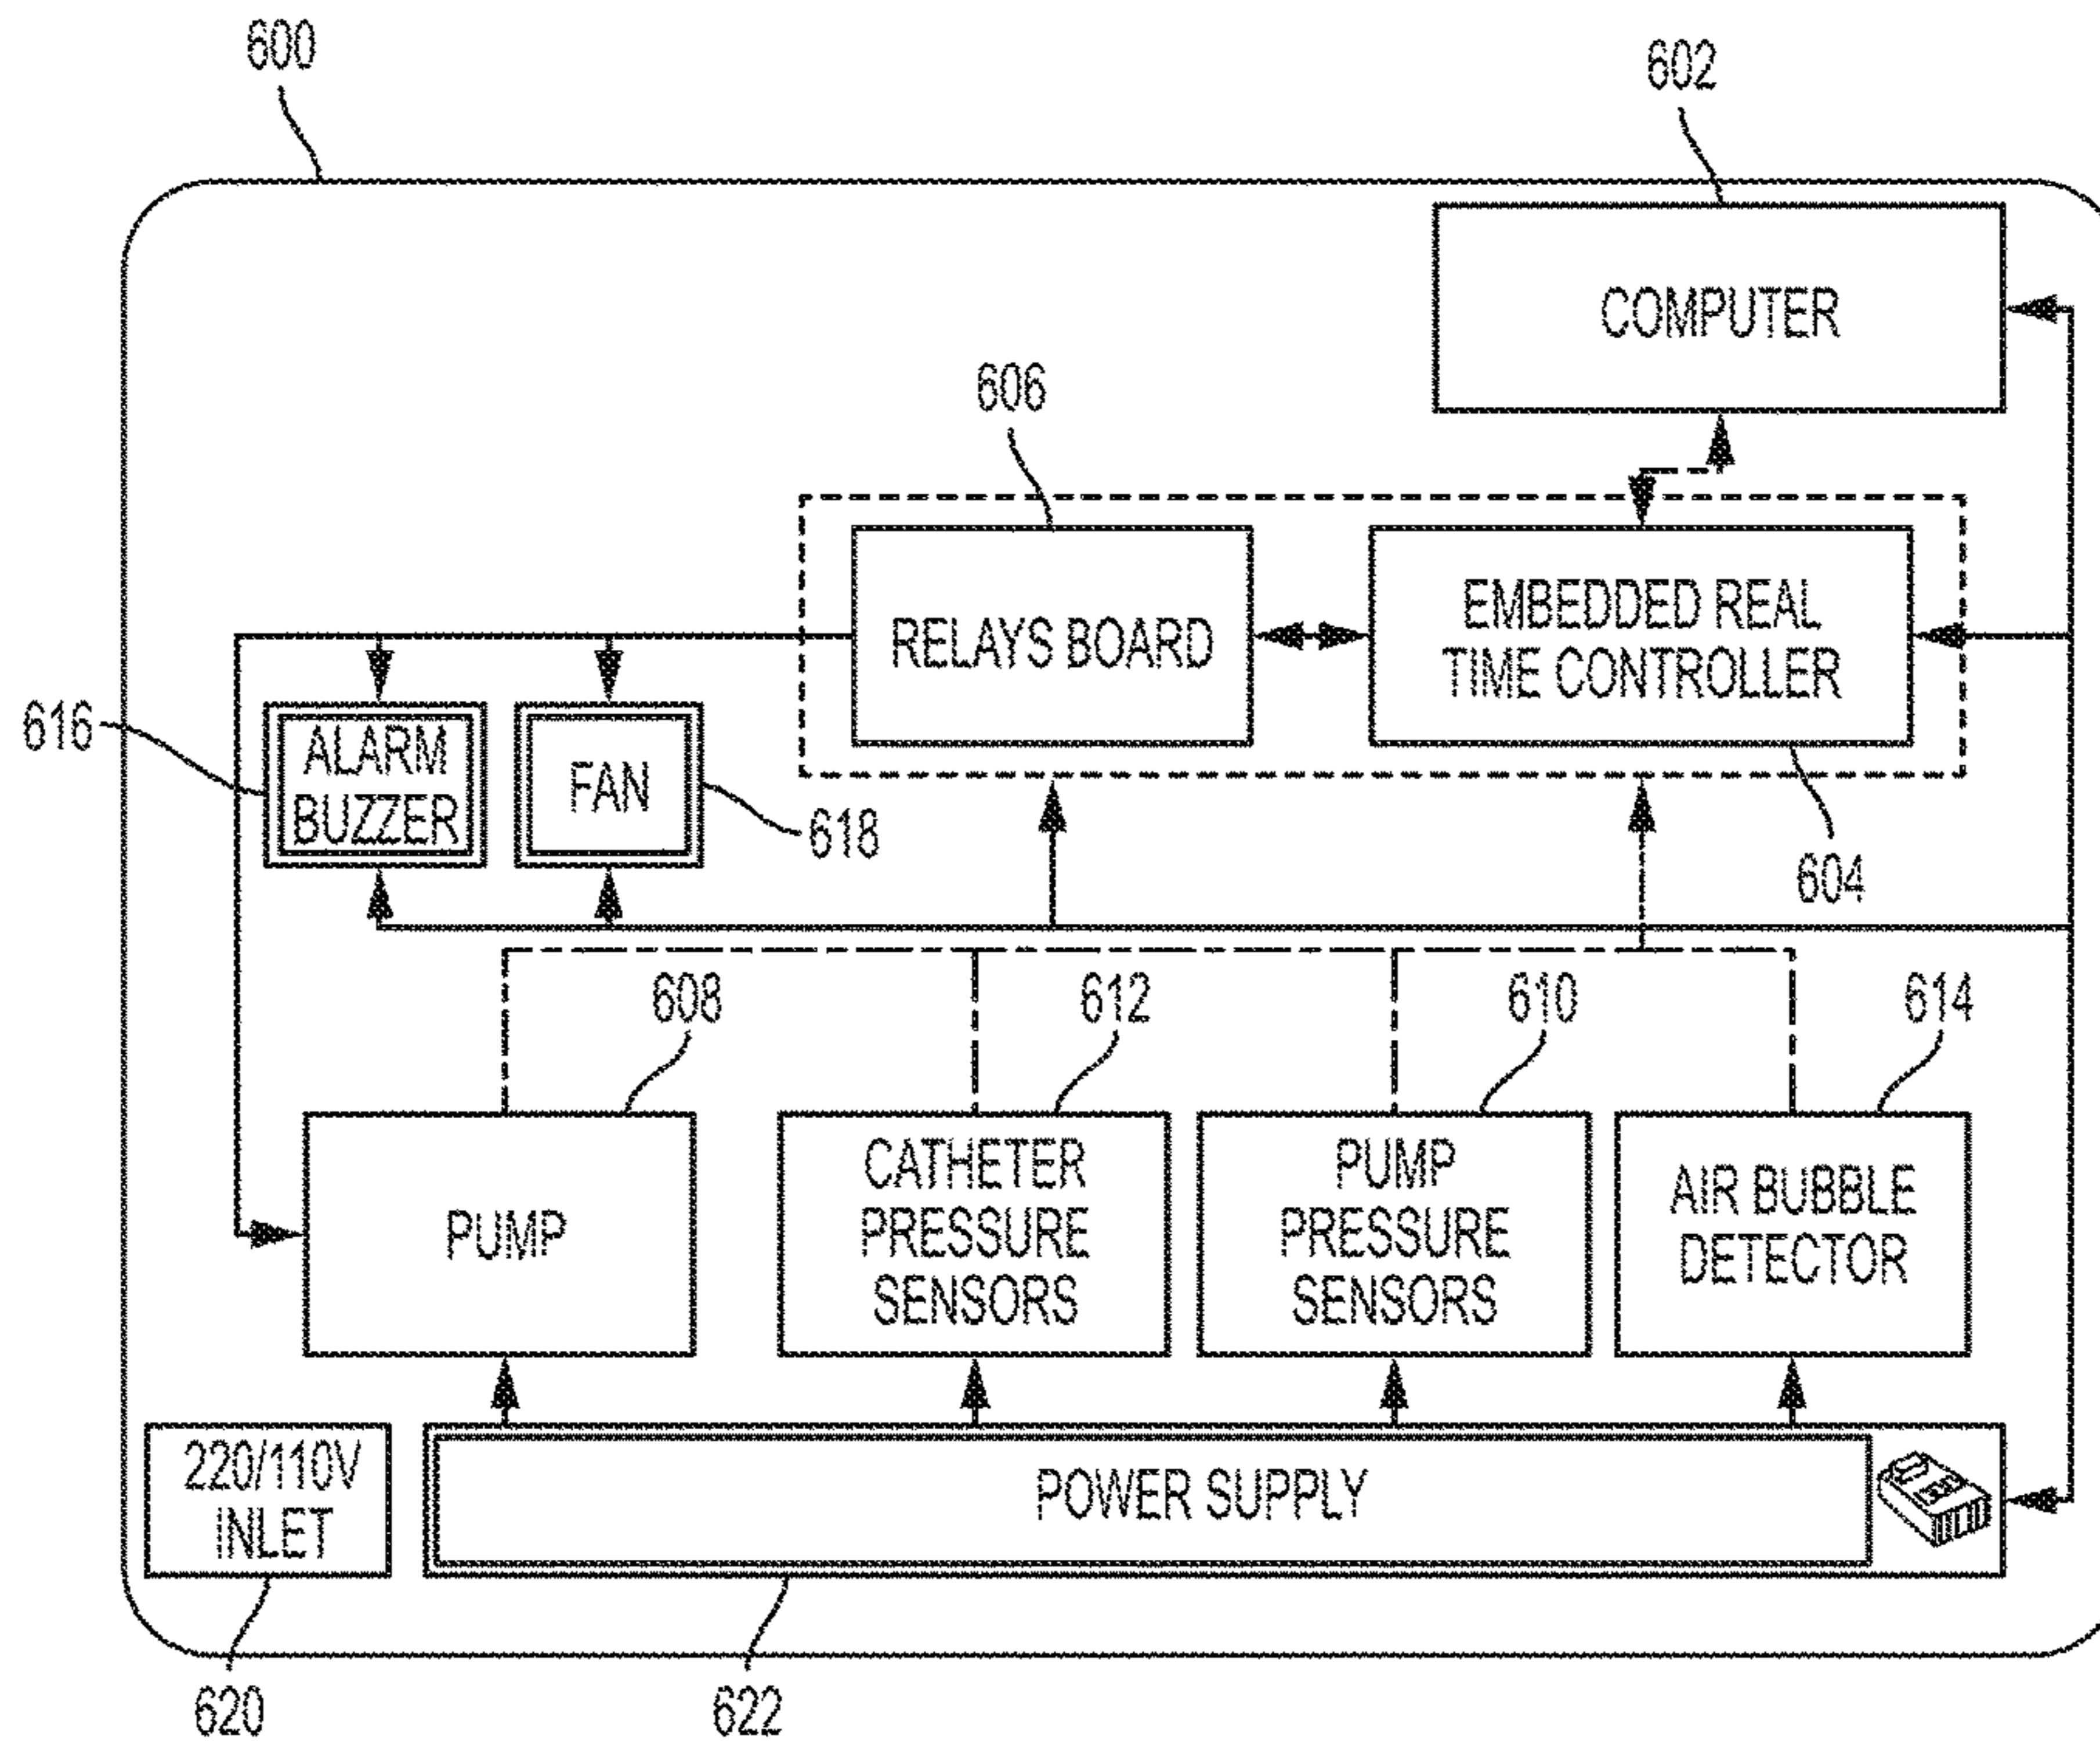 600
602
COMPUTER
606
RELAYS BOARD
EMBEDDED REAL
TIME CONTROLLER
616
ALARM
BUZZER
FAN
618
604
608
612
610
614
PUMP
CATHETER
PRESSURE
SENSORS
PUMP
PRESSURE
SENSORS
AIR BUBBLE
DETECTOR
220/110V
INLET
POWER SUPPLY
620
622